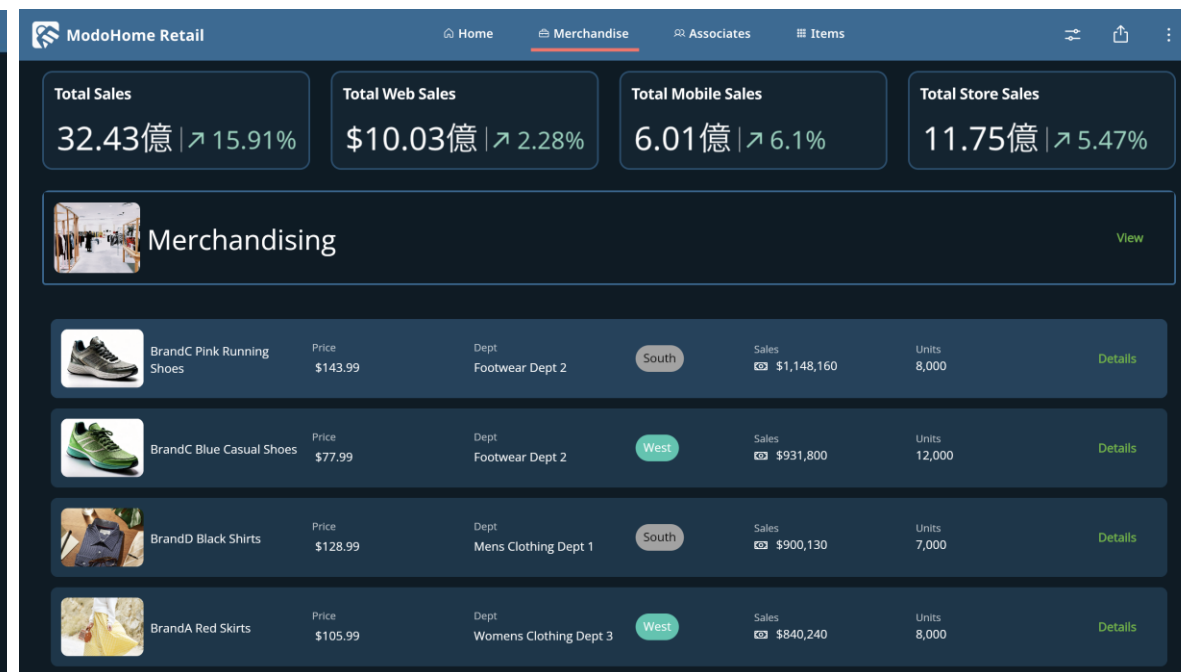 ModoHome Retail
Home
Merchandise
Associates
Items
Total Sales
32.43億 ↗ 15.91%
Total Web Sales
$10.03億 ↗ 2.28%
Total Mobile Sales
6.01億 ↗ 6.1%
Total Store Sales
11.75億 ↗ 5.47%
Merchandising
View
BrandC Pink Running
Shoes
Price
$143.99
Dept
Footwear Dept 2
South
Sales
$1,148,160
Units
8,000
Details
BrandC Blue Casual Shoes
Price
$77.99
Dept
Footwear Dept 2
West
Sales
$931,800
Units
12,000
Details
BrandD Black Shirts
Price
$128.99
Dept
Mens Clothing Dept 1
South
Sales
$900,130
Units
7,000
Details
BrandA Red Skirts
Price
$105.99
Dept
Womens Clothing Dept 3
West
Sales
$840,240
Units
8,000
Details